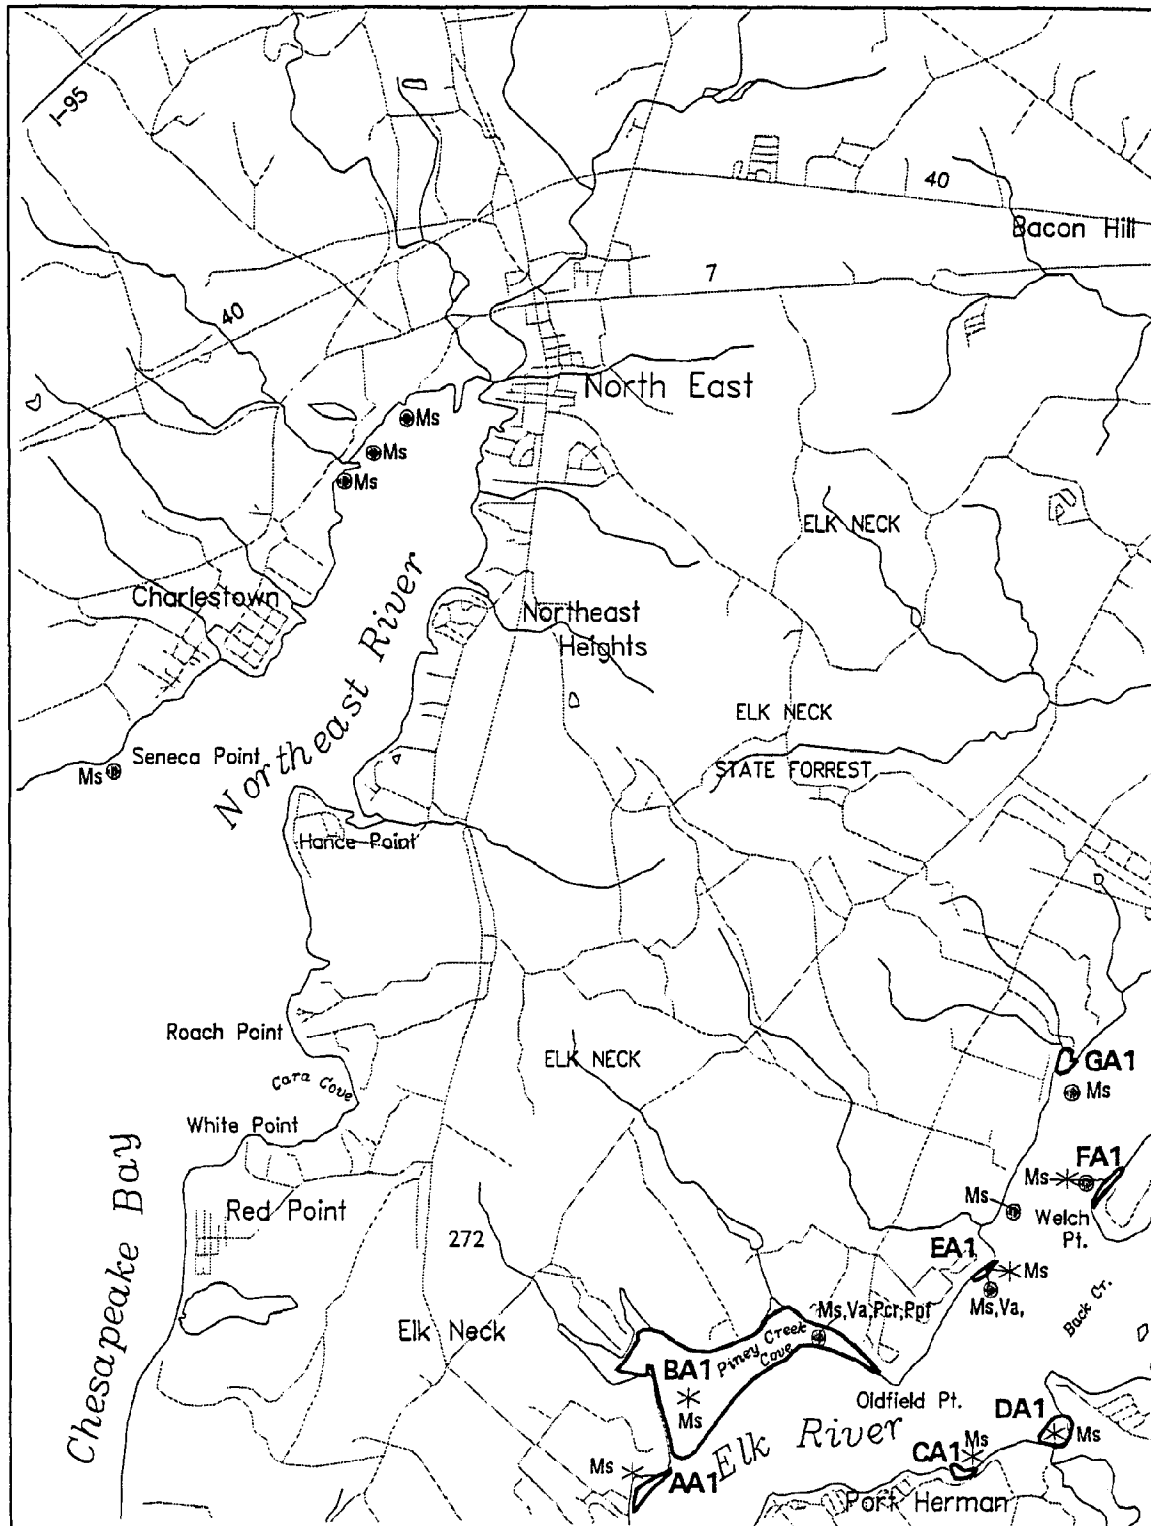 I-95
40
Bacon Hill
7
40
North East
Ms
Ms
Ms
ELK NECK
Charlestown
Northeast
Heights
Northeast River
ELK NECK
Seneca Point
Ms
STATE FORREST
Hance Point
Roach Point
ELK NECK
GA1
Cara Cove
Ms
White Point
FA1
Ms
Ms
Red Point
Welch
Pt.
272
EA1
Ms
Chesapeake Bay
Ms,Va,
Back Cr.
Ms,Va,Pcr,Ppf
Elk Neck
Piney Creek
Cove
BA1
Ms
Oldfield Pt.
DA1
Ms
Elk River
CA1
Ms
Ms
AA1
Port Herman